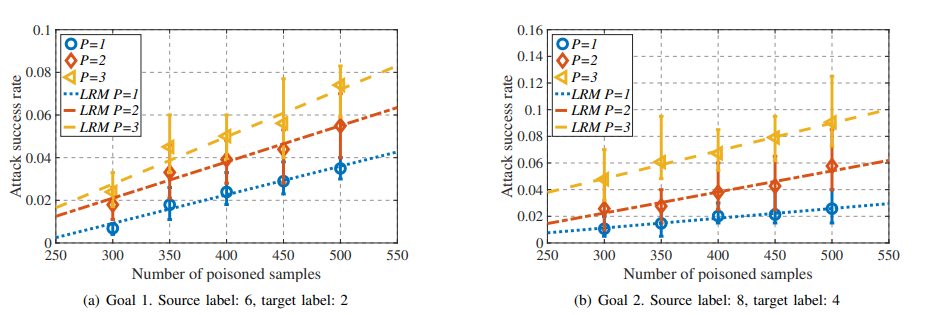 0.1
0.08
0.06
0.04
0.02
0
Attack success rate
P=1
P=2
P=3
LRM P=1
LRM P=2
LRM P=3
250 300 350 400 450 500 550
Number of poisoned samples
(a) Goal 1. Source label: 6, target label: 2
0.16
0.14
0.12
0.1
0.08
0.06
0.04
0.02
0
Attack success rate
P=1
P=2
P=3
LRM P=1
LRM P=2
LRM P=3
250 300 350 400 450 500 550
Number of poisoned samples
(b) Goal 2. Source label: 8, target label: 4